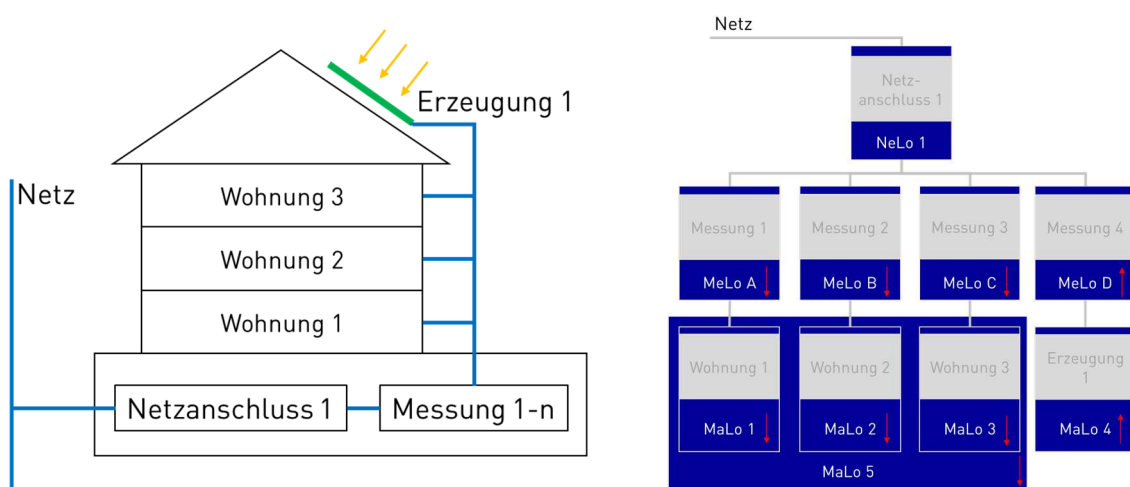 Erzeugung 1
Netz
Wohnung 3
Wohnung 2
Wohnung 1
Netzanschluss 1
Messung 1-n
Netz
Netz-
anschluss 1
NeLo 1
Messung 1
Messung 2
Messung 3
Messung 4
MeLo A
MeLo B
MeLo C
MeLo D
Wohnung 1
Wohnung 2
Wohnung 3
Erzeugung
1
MaLo 1
MaLo 2
MaLo 3
MaLo 4
MaLo 5